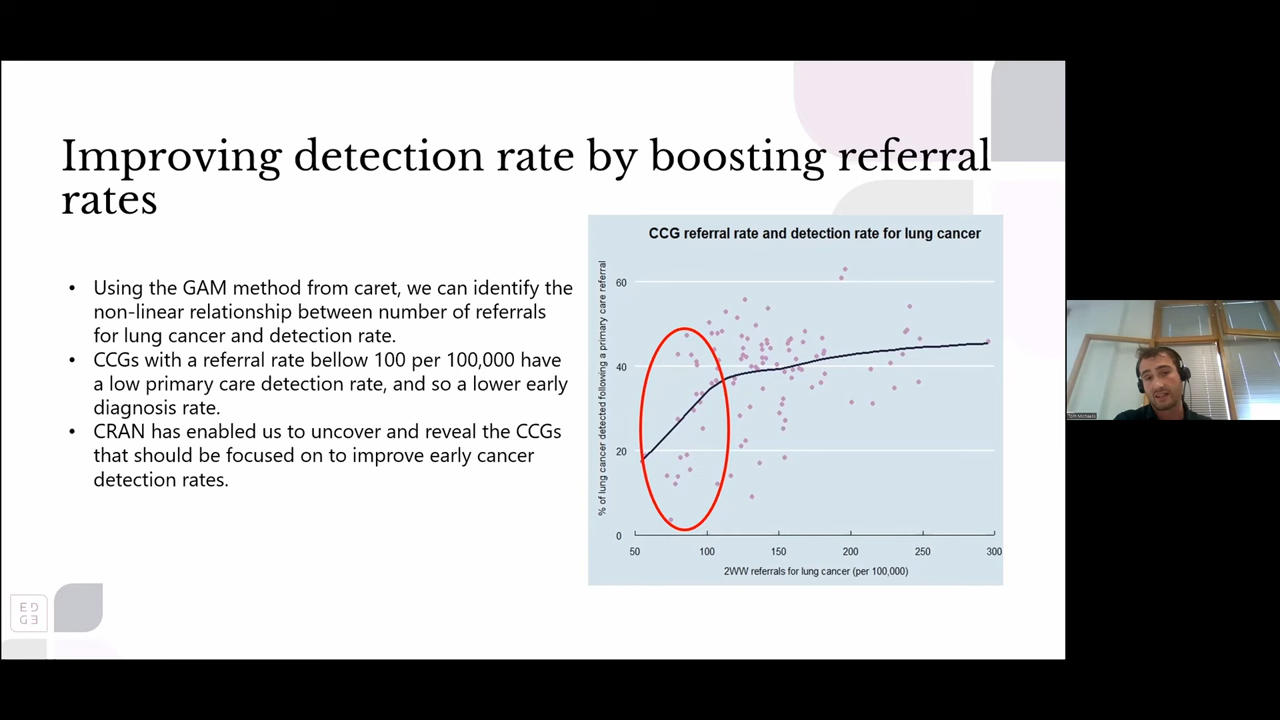 Improving detection rate by boosting referral
rates
• Using the GAM method from caret, we can identify the
non-linear relationship between number of referrals
for lung cancer and detection rate.
• CCGs with a referral rate bellow 100 per 100,000 have
a low primary care detection rate, and so a lower early
diagnosis rate.
• CRAN has enabled us to uncover and reveal the CCGs
that should be focused on to improve early cancer
detection rates.
CCG referral rate and detection rate for lung cancer
% of lung cancer detected following a primary care referral
60
40
20
0
50 100 150 200 250 300
2WW referrals for lung cancer (per 100,000)
ED
GE
Tom Michaels